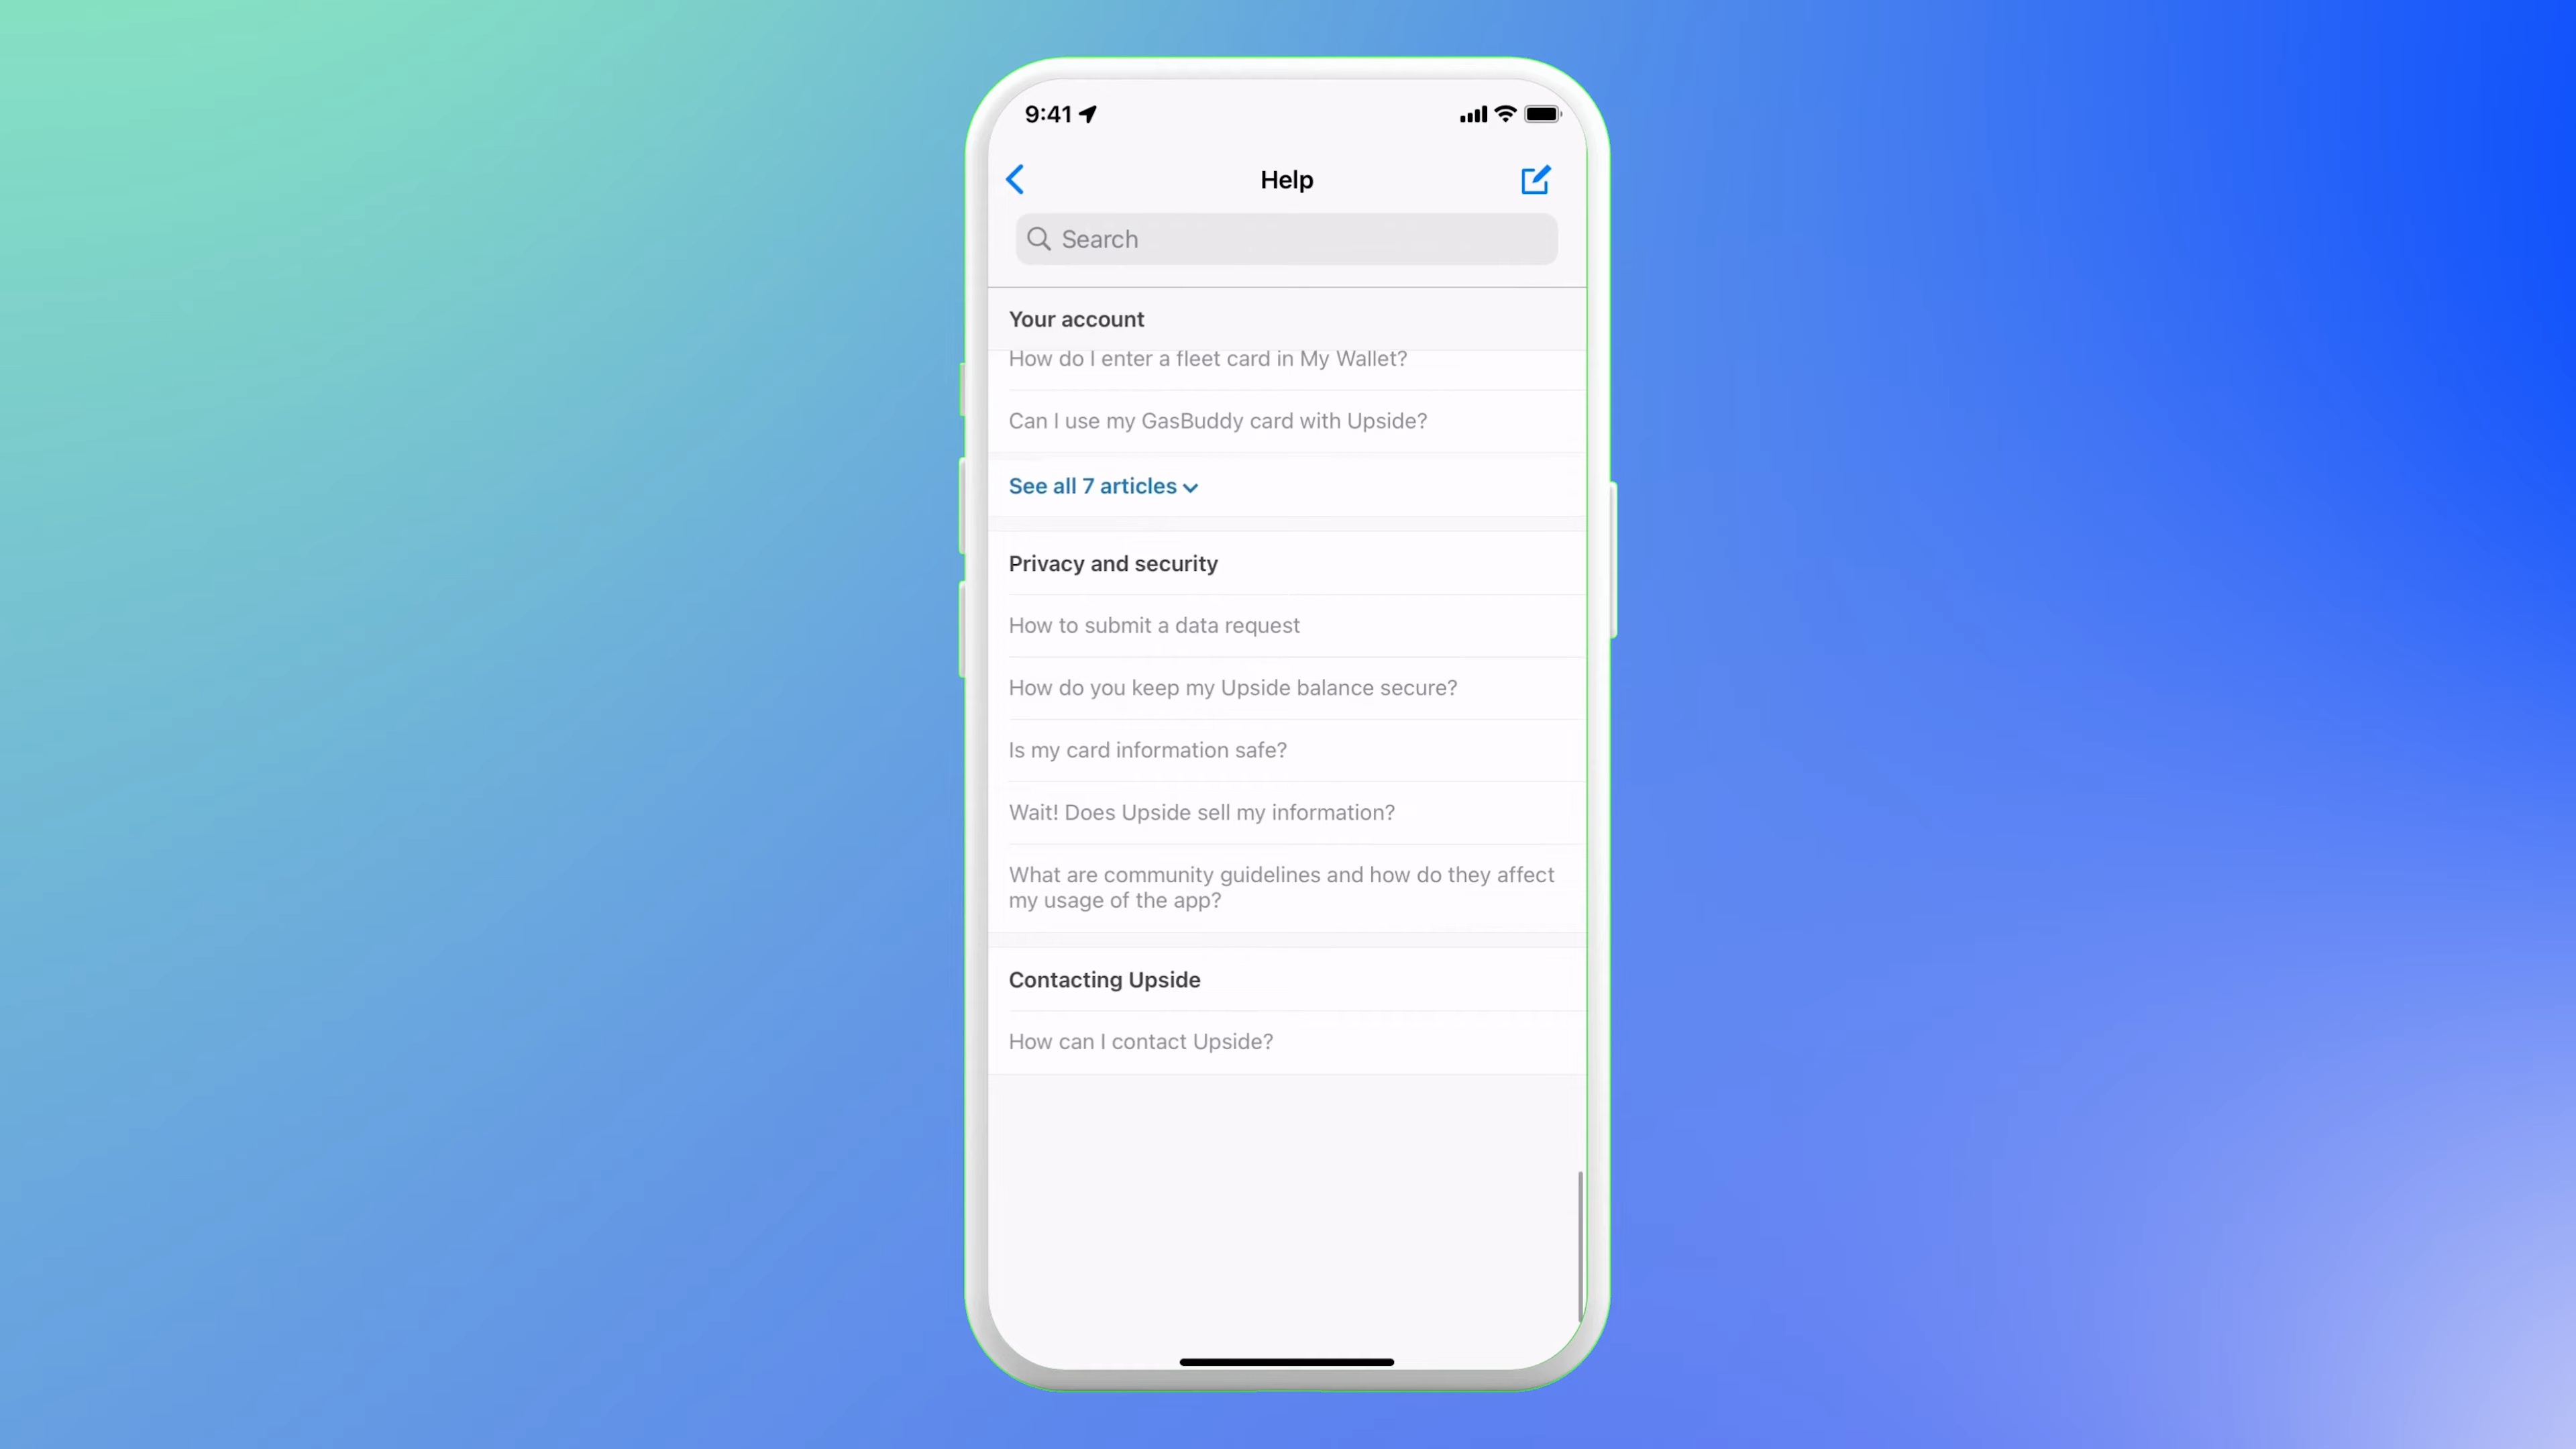 9:41
Help
Search
Your account
How do I enter a fleet card in My Wallet?
Can I use my GasBuddy card with Upside?
See all 7 articles
Privacy and security
How to submit a data request
How do you keep my Upside balance secure?
Is my card information safe?
Wait! Does Upside sell my information?
What are community guidelines and how do they affect
my usage of the app?
Contacting Upside
How can I contact Upside?